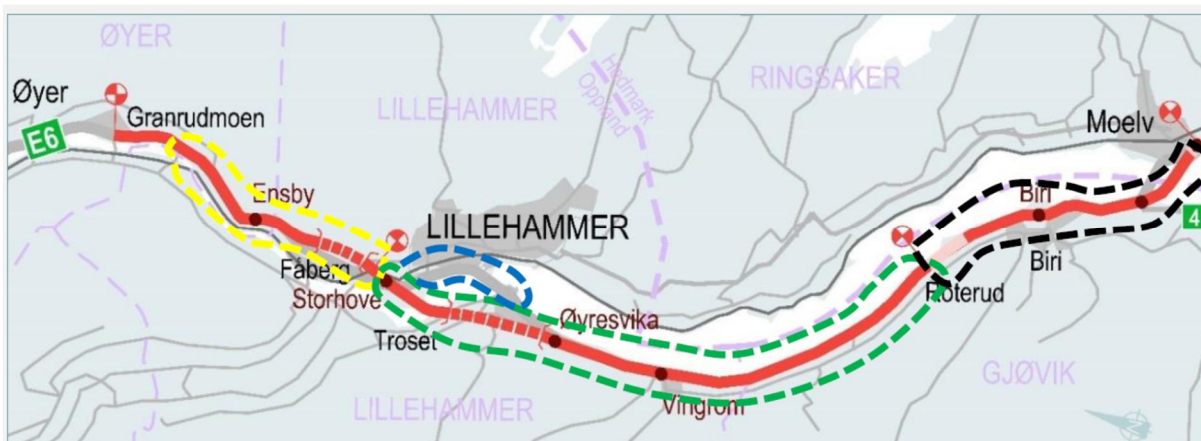 ØYER
Øyer
E6
Granrudmoen
LILLEHAMMER
Hedmark
Oppland
RINGSAKER
Moelv
Ensby
LILLEHAMMER
Biri
4
Fåberg
Storhove
Biri
Roterud
Troset
Øyresvika
GJØVIK
LILLEHAMMER
Vingrom